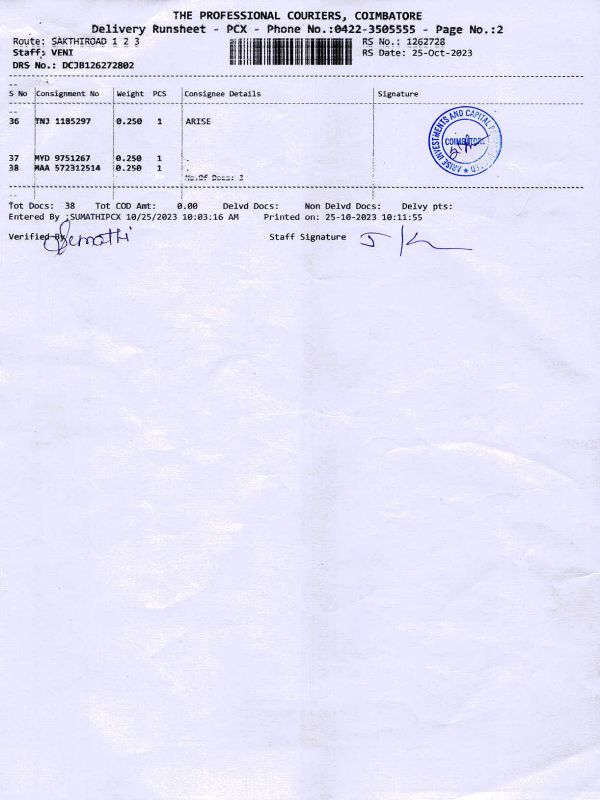 THE PROFESSIONAL COURIERS, COIMBATORE
Delivery Runsheet - PCX - Phone No.:0422-3505555 - Page No.:2
Route: SAKTHIROAD 1 2 3 RS No.: 1262728
Staff: VENI RS Date: 25-Oct-2023
DRS No.: DCJB126272802
S No Consignment No Weight PCS Consignee Details Signature
36 TNJ 1185297 0.250 1 ARISE
ARISE INVESTMENTS AND CAPITAL
COIMBATORE
37 MYD 9751267 0.250 1 .
38 MAA 572312514 0.250 1 .
No.Of Docs: 3
Tot Docs: 38 Tot COD Amt: 0.00 Delvd Docs: Non Delvd Docs: Delvy pts:
Entered By :SUMATHIPCX 10/25/2023 10:03:16 AM Printed on: 25-10-2023 10:11:55
Verified By Sumathi Staff Signature